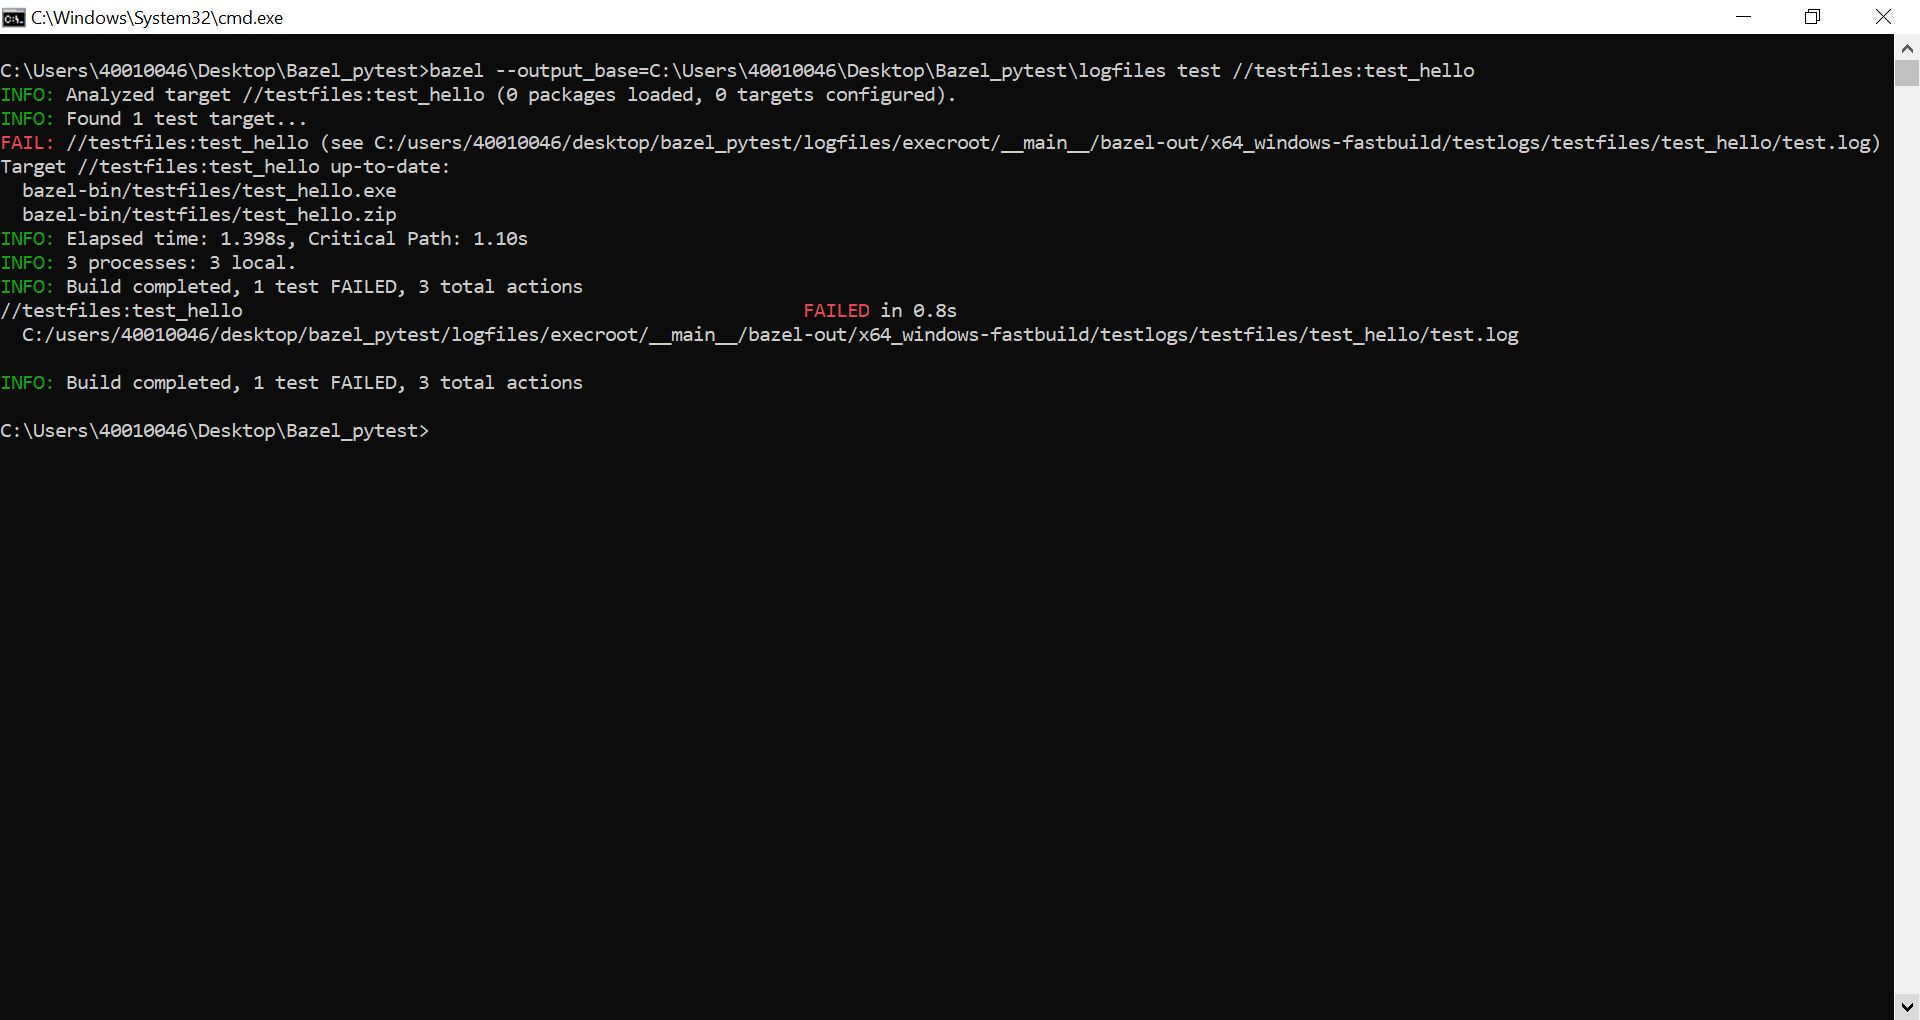 C:\Windows\System32\cmd.exe
C:\Users\40010046\Desktop\Bazel_pytest>bazel --output_base=C:\Users\40010046\Desktop\Bazel_pytest\logfiles test //testfiles:test_hello
INFO: Analyzed target //testfiles:test_hello (0 packages loaded, 0 targets configured).
INFO: Found 1 test target...
FAIL: //testfiles:test_hello (see C:/users/40010046/desktop/bazel_pytest/logfiles/execroot/__main__/bazel-out/x64_windows-fastbuild/testlogs/testfiles/test_hello/test.log)
Target //testfiles:test_hello up-to-date:
  bazel-bin/testfiles/test_hello.exe
  bazel-bin/testfiles/test_hello.zip
INFO: Elapsed time: 1.398s, Critical Path: 1.10s
INFO: 3 processes: 3 local.
INFO: Build completed, 1 test FAILED, 3 total actions
//testfiles:test_hello                                                   FAILED in 0.8s
  C:/users/40010046/desktop/bazel_pytest/logfiles/execroot/__main__/bazel-out/x64_windows-fastbuild/testlogs/testfiles/test_hello/test.log
INFO: Build completed, 1 test FAILED, 3 total actions
C:\Users\40010046\Desktop\Bazel_pytest>